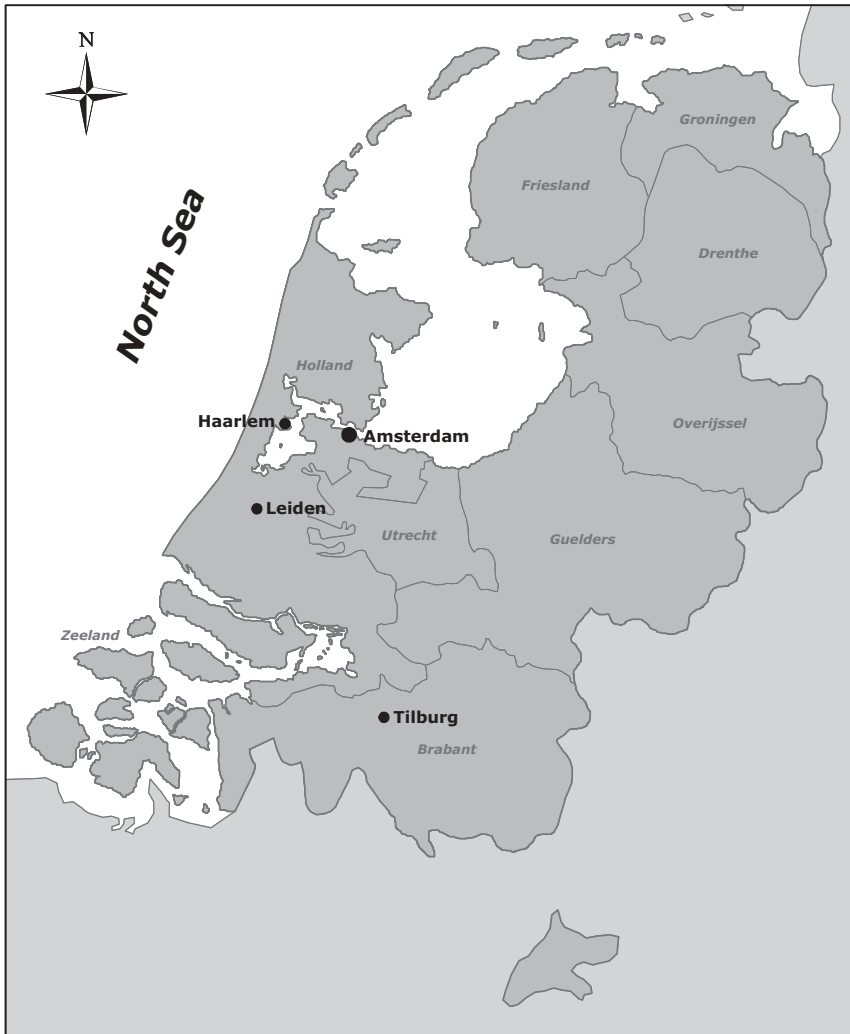 N
Groningen
Friesland
North Sea
Drenthe
Holland
Haarlem
Amsterdam
Overijssel
Leiden
Utrecht
Guelders
Zeeland
Tilburg
Brabant